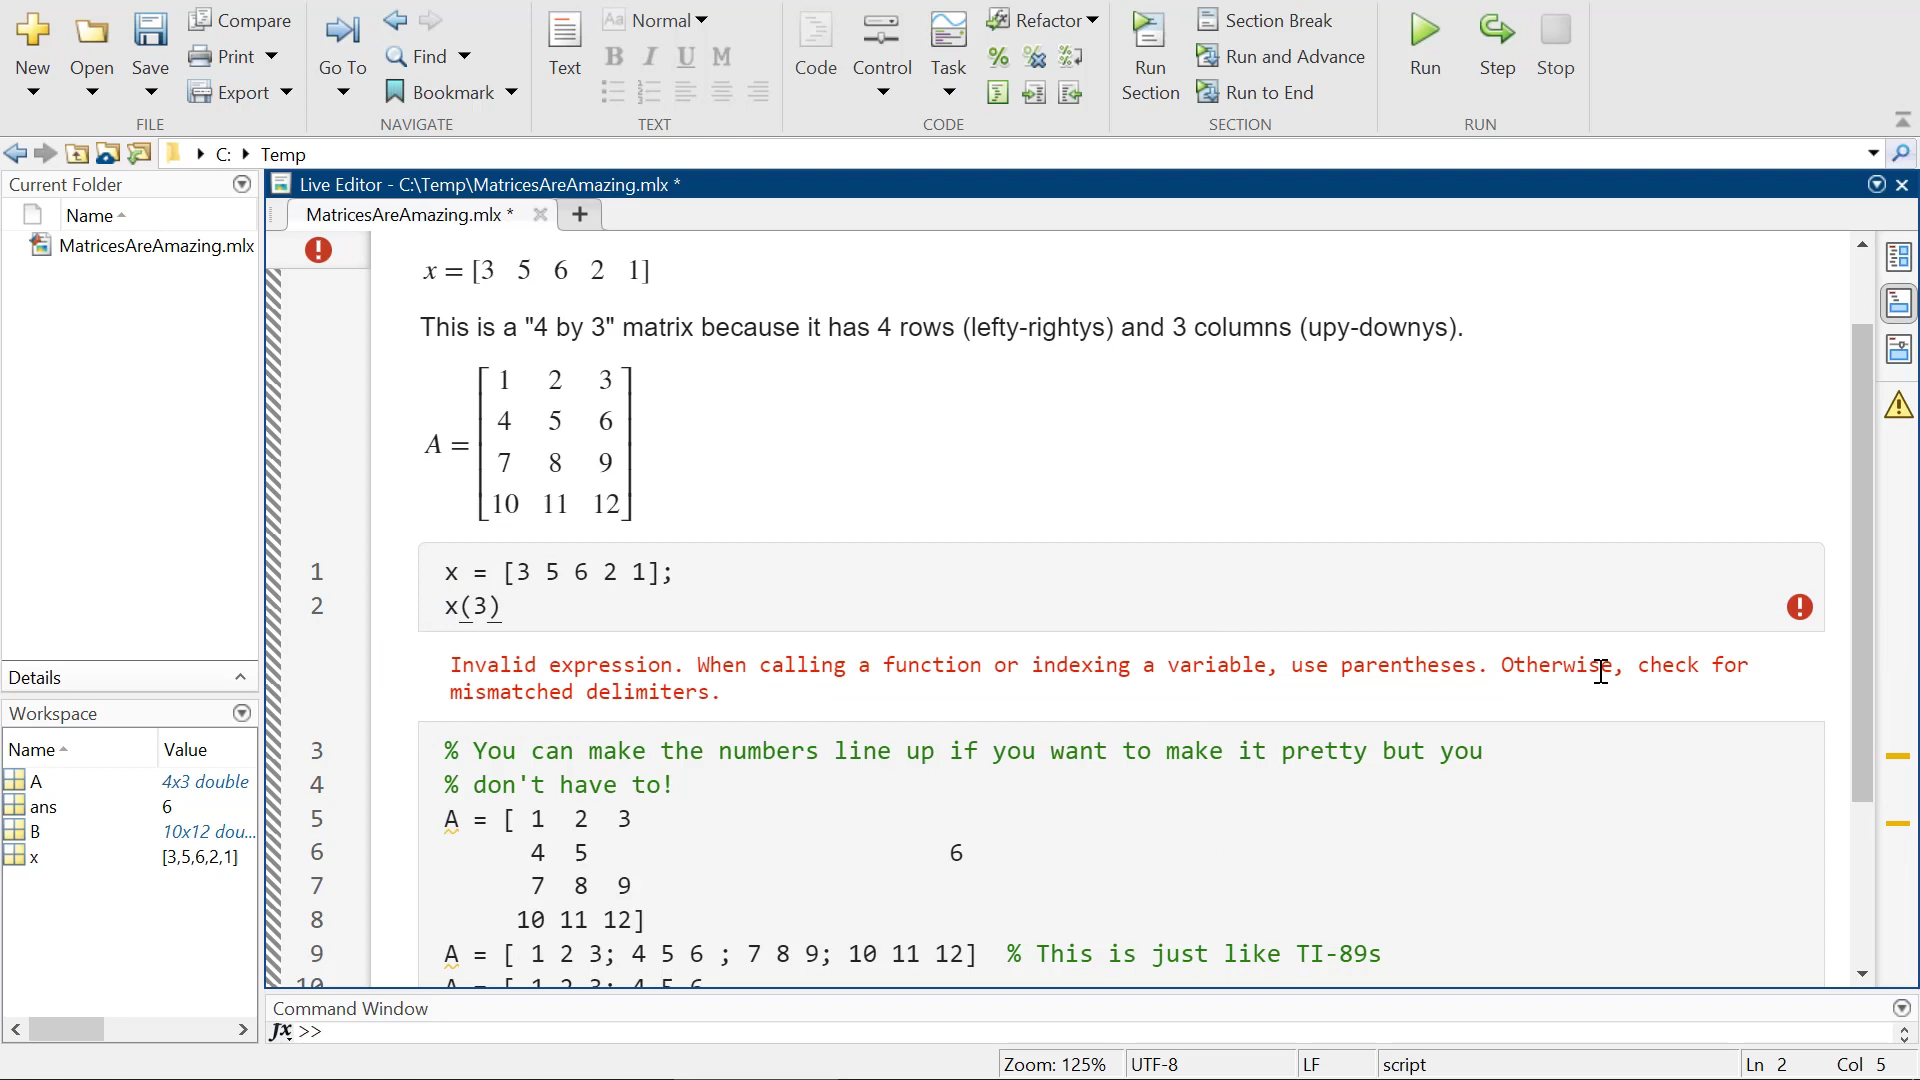 New
Open
Save
Compare
Print
Export
FILE
Go To
Find
Bookmark
NAVIGATE
Text
Aa Normal
B I U M
TEXT
Code
Control
Task
Refactor
CODE
Run
Section
Section Break
Run and Advance
Run to End
SECTION
Run
Step
Stop
RUN
C: Temp
Current Folder
Name
MatricesAreAmazing.mlx
Details
Workspace
Name Value
A 4x3 double
ans 6
B 10x12 dou...
x [3,5,6,2,1]
Live Editor - C:\Temp\MatricesAreAmazing.mlx *
MatricesAreAmazing.mlx *
x = [3 5 6 2 1]
This is a "4 by 3" matrix because it has 4 rows (lefty-rightys) and 3 columns (upy-downys).
A =
1 2 3
4 5 6
7 8 9
10 11 12
1 x = [3 5 6 2 1];
2 x(3)
Invalid expression. When calling a function or indexing a variable, use parentheses. Otherwise, check for
mismatched delimiters.
3 % You can make the numbers line up if you want to make it pretty but you
4 % don't have to!
5 A = [ 1 2 3
6 4 5 6
7 7 8 9
8 10 11 12]
9 A = [ 1 2 3; 4 5 6 ; 7 8 9; 10 11 12] % This is just like TI-89s
10 A = [ 1 2 3; 4 5 6
Command Window
fx >>
Zoom: 125% UTF-8 LF script Ln 2 Col 5